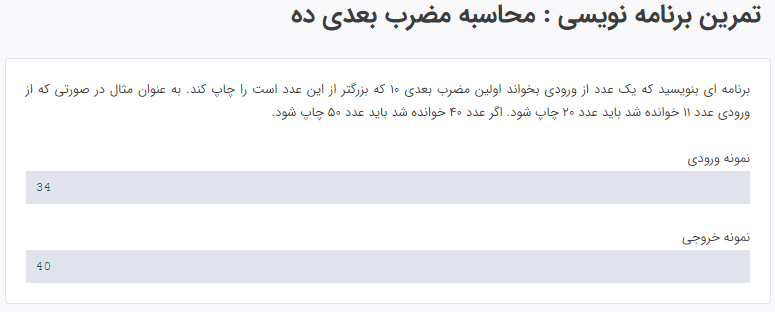 تمرین برنامه نویسی : محاسبه مضرب بعدی ده
برنامه ای بنویسید که یک عدد از ورودی بخواند اولین مضرب بعدی ۱۰ که بزرگتر از این عدد است را چاپ کند. به عنوان مثال در صورتی که از
ورودی عدد ۱۱ خوانده شد باید عدد ۲۰ چاپ شود. اگر عدد ۴۰ خوانده شد باید عدد ۵۰ چاپ شود.
نمونه ورودی
34
نمونه خروجی
40